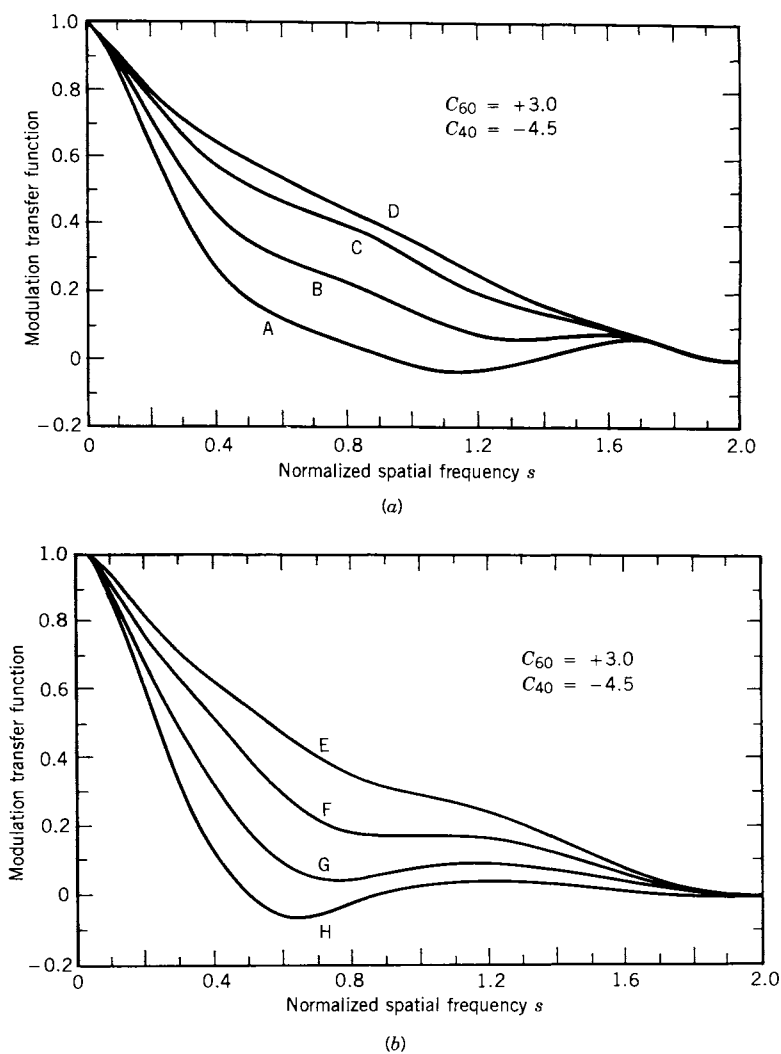 1.0
0.8
0.6
0.4
0.2
0
−0.2
Modulation transfer function
C₆₀ = +3.0
C₄₀ = −4.5
D
C
B
A
0 0.4 0.8 1.2 1.6 2.0
Normalized spatial frequency s
(a)
1.0
0.8
0.6
0.4
0.2
0
−0.2
Modulation transfer function
C₆₀ = +3.0
C₄₀ = −4.5
E
F
G
H
0 0.4 0.8 1.2 1.6 2.0
Normalized spatial frequency s
(b)